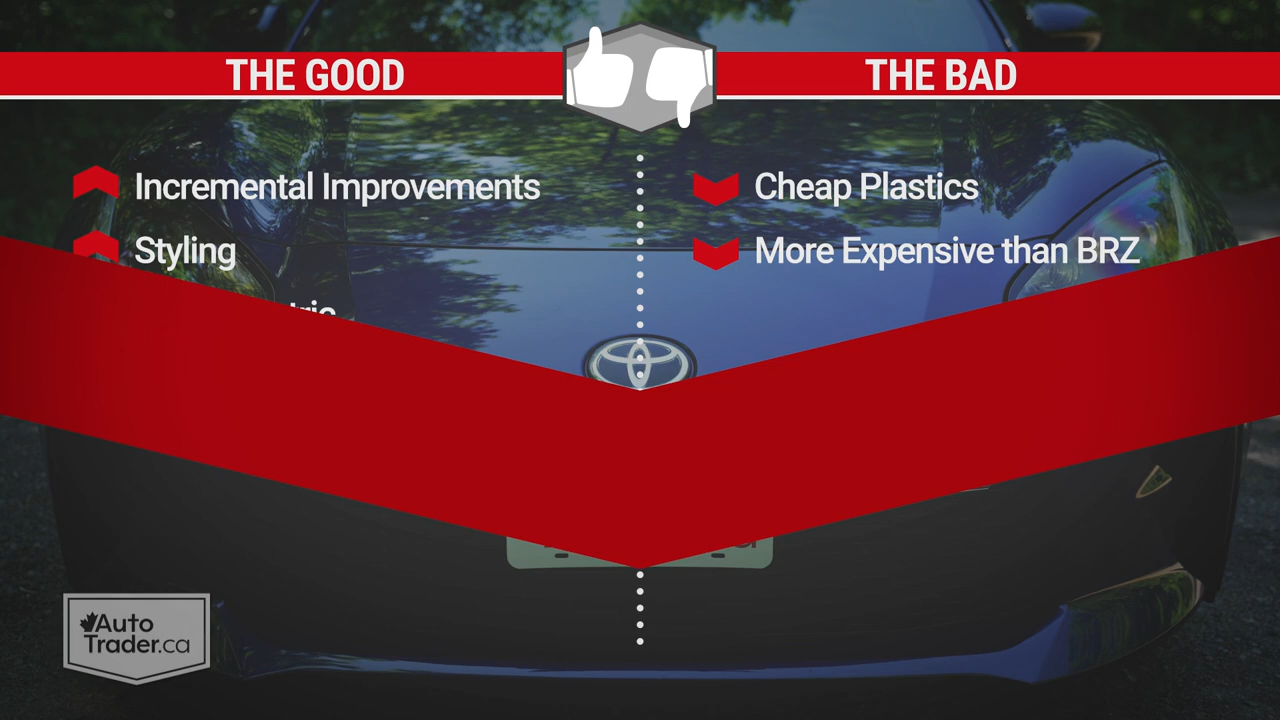 THE GOOD
THE BAD
Incremental Improvements
Styling
Cheap Plastics
More Expensive than BRZ
Auto
Trader.ca